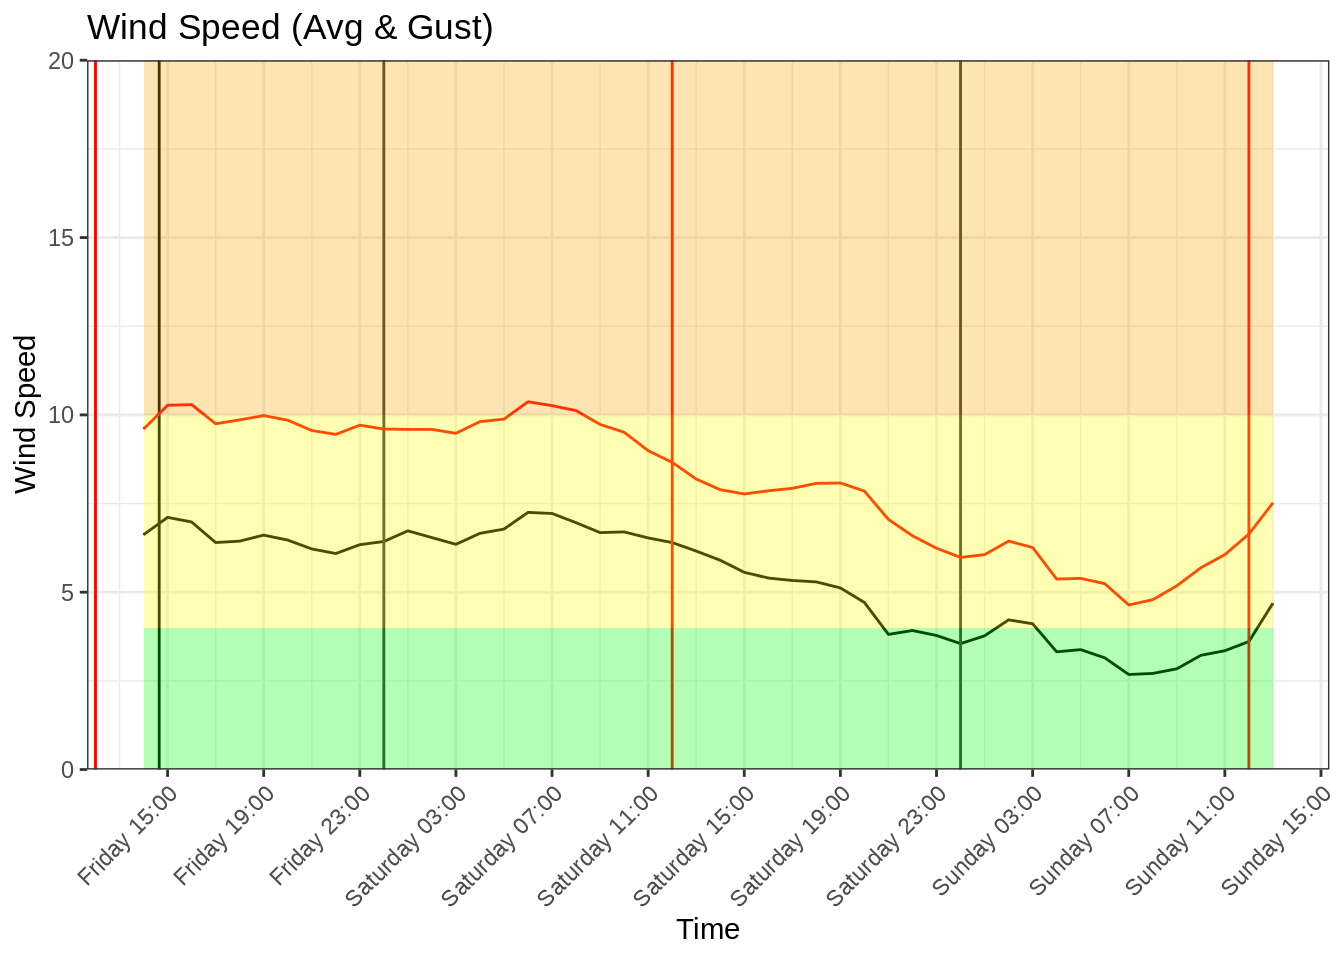 Wind Speed (Avg & Gust)
20
15
10
5
0
Wind Speed
Friday 15:00
Friday 19:00
Friday 23:00
Saturday 03:00
Saturday 07:00
Saturday 11:00
Saturday 15:00
Saturday 19:00
Saturday 23:00
Sunday 03:00
Sunday 07:00
Sunday 11:00
Sunday 15:00
Time